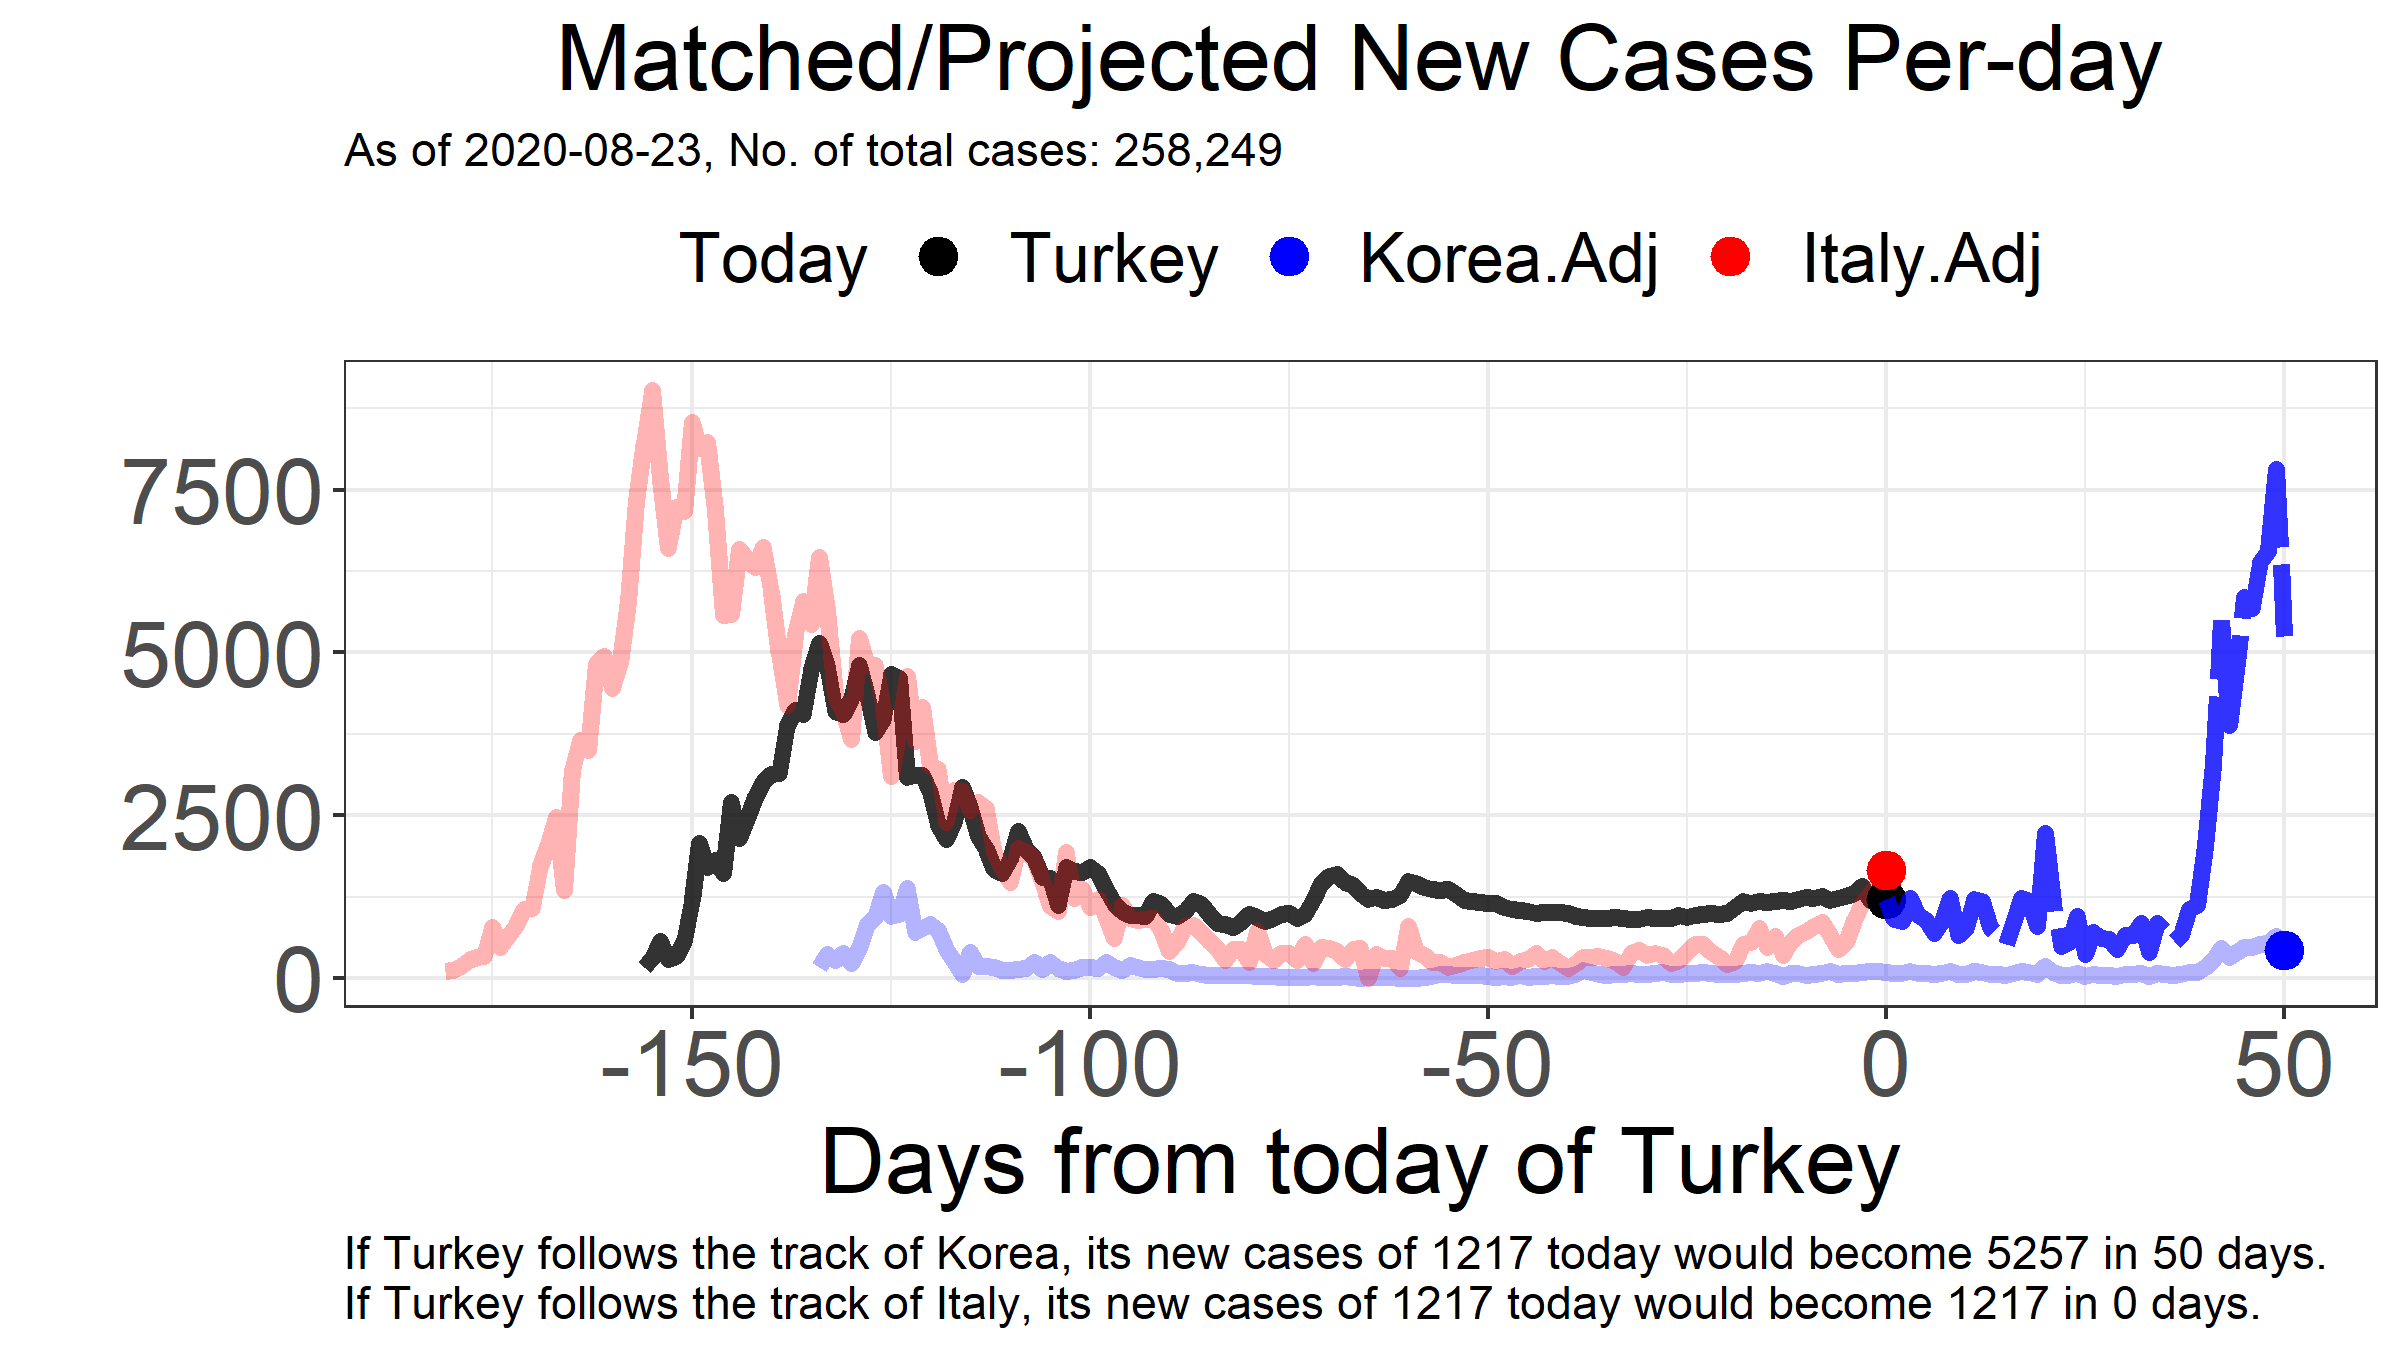 Matched/Projected New Cases Per-day
As of 2020-08-23, No. of total cases: 258,249
Today Turkey Korea.Adj Italy.Adj
7500
5000
2500
0
-150 -100 -50 0 50
Days from today of Turkey
If Turkey follows the track of Korea, its new cases of 1217 today would become 5257 in 50 days.
If Turkey follows the track of Italy, its new cases of 1217 today would become 1217 in 0 days.